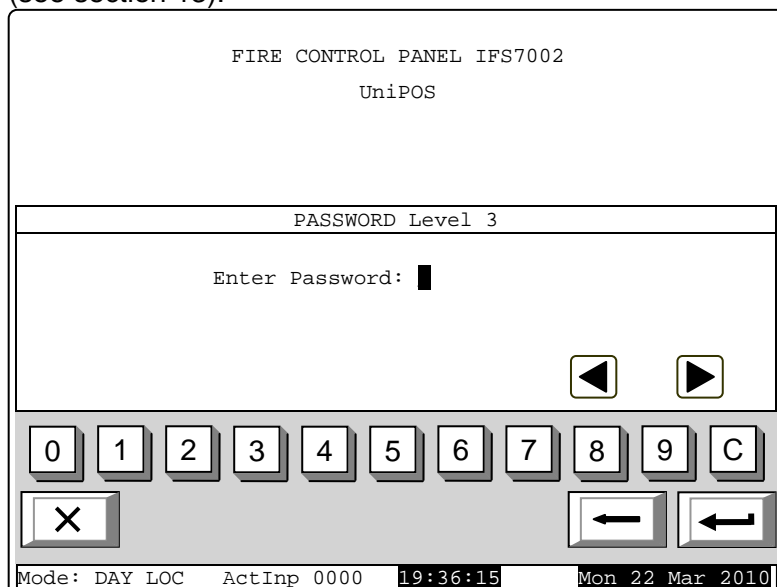 (see section 13).
FIRE CONTROL PANEL IFS7002
UniPOS
PASSWORD Level 3
Enter Password:
0 1 2 3 4 5 6 7 8 9 C
Mode: DAY LOC ActInp 0000 19:36:15 Mon 22 Mar 2010